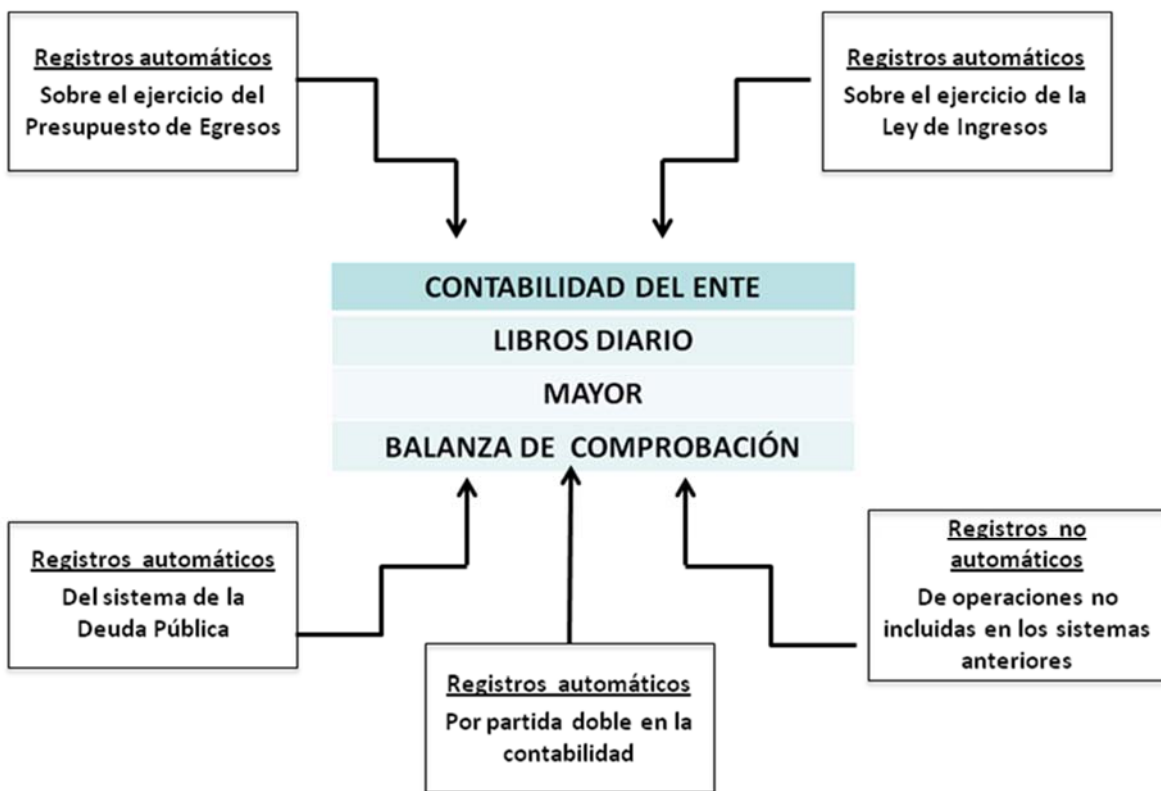 Registros automáticos
Sobre el ejercicio del
Presupuesto de Egresos
Registros automáticos
Sobre el ejercicio de la
Ley de Ingresos
CONTABILIDAD DEL ENTE
LIBROS DIARIO
MAYOR
BALANZA DE COMPROBACIÓN
Registros automáticos
Del sistema de la
Deuda Pública
Registros automáticos
Por partida doble en la
contabilidad
Registros no
automáticos
De operaciones no
incluidas en los sistemas
anteriores